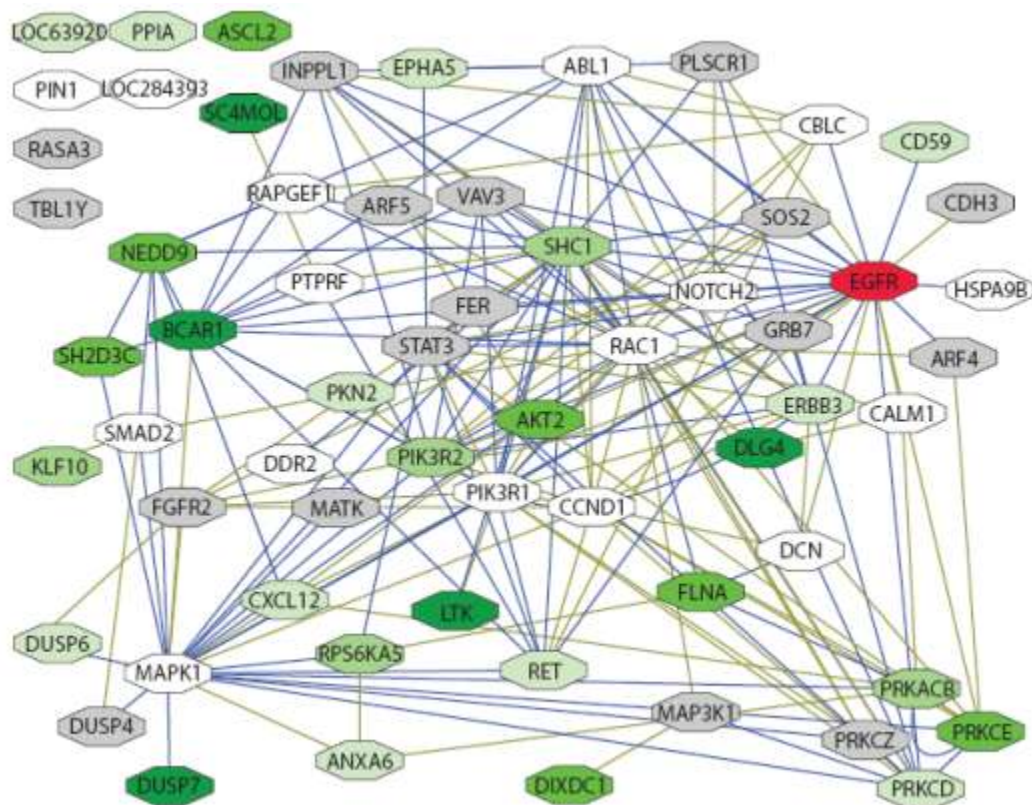 LOC63920 PPIA ASCL2
INPPL1 EPHA5 ABL1 PLSCR1
PIN1 LOC284393
SC4MOL CBLC
RASA3 CD59
RAPGEF1 ARF5 VAV3 SOS2 CDH3
TBL1Y
NEDD9 SHC1
PTPRF FER NOTCH2 EGFR HSPA9B
BCAR1 STAT3 RAC1 GRB7
SH2D3C ARF4
PKN2 ERBB3 CALM1
SMAD2 AKT2
KLF10 DDR2 PIK3R2 DLG4
FGFR2 MATK PIK3R1 CCND1
DCN
CXCL12 LTK FLNA
DUSP6 RPS6KA5
MAPK1 RET PRKACB
DUSP4 MAP3K1 PRKCE
ANXA6 PRKCZ
DUSP7 DIXDC1 PRKCD